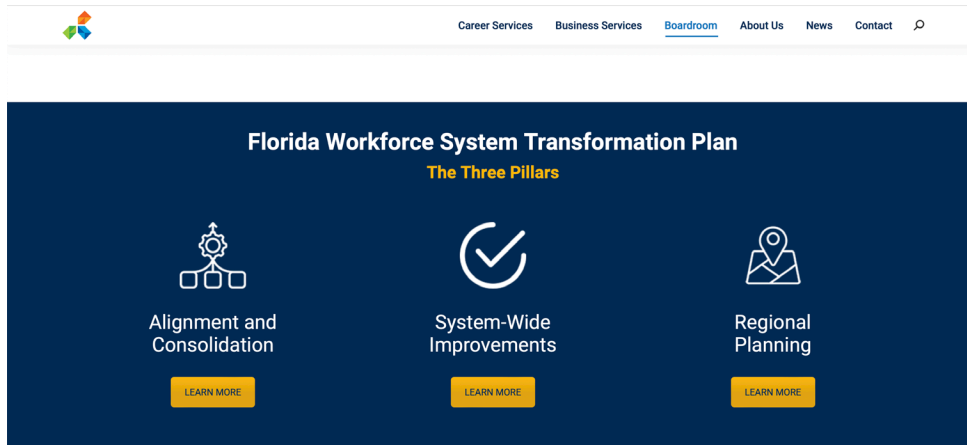 Career Services Business Services Boardroom About Us News Contact
Florida Workforce System Transformation Plan
The Three Pillars
Alignment and
Consolidation
LEARN MORE
System-Wide
Improvements
LEARN MORE
Regional
Planning
LEARN MORE